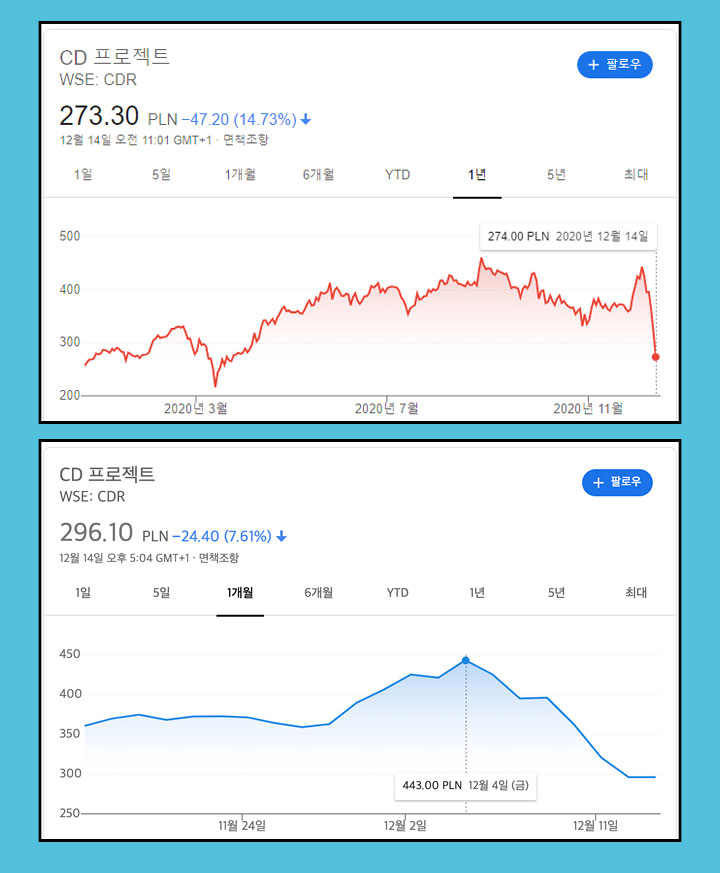 CD 프로젝트
WSE: CDR
+ 팔로우
273.30 PLN −47.20 (14.73%) ↓
12월 14일 오전 11:01 GMT+1 · 면책조항
1일 5일 1개월 6개월 YTD 1년 5년 최대
274.00 PLN 2020년 12월 14일
500
400
300
200
2020년 3월 2020년 7월 2020년 11월
CD 프로젝트
WSE: CDR
+ 팔로우
296.10 PLN −24.40 (7.61%) ↓
12월 14일 오후 5:04 GMT+1 · 면책조항
1일 5일 1개월 6개월 YTD 1년 5년 최대
450
400
350
300
443.00 PLN 12월 4일 (금)
250
11월 24일 12월 2일 12월 11일